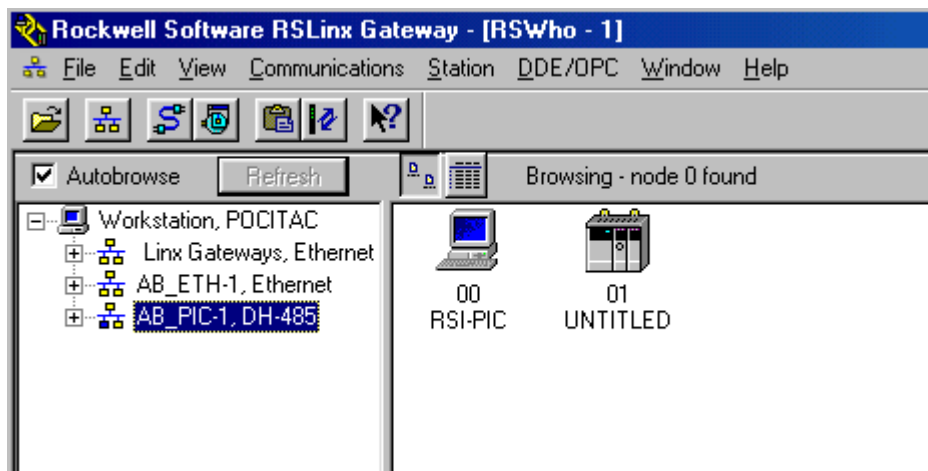 Rockwell Software RSLinx Gateway - [RSWho - 1]
File Edit View Communications Station DDE/OPC Window Help
Autobrowse Refresh Browsing - node 0 found
Workstation, POCITAC
Linx Gateways, Ethernet
AB_ETH-1, Ethernet
AB_PIC-1, DH-485
00 01
RSI-PIC UNTITLED